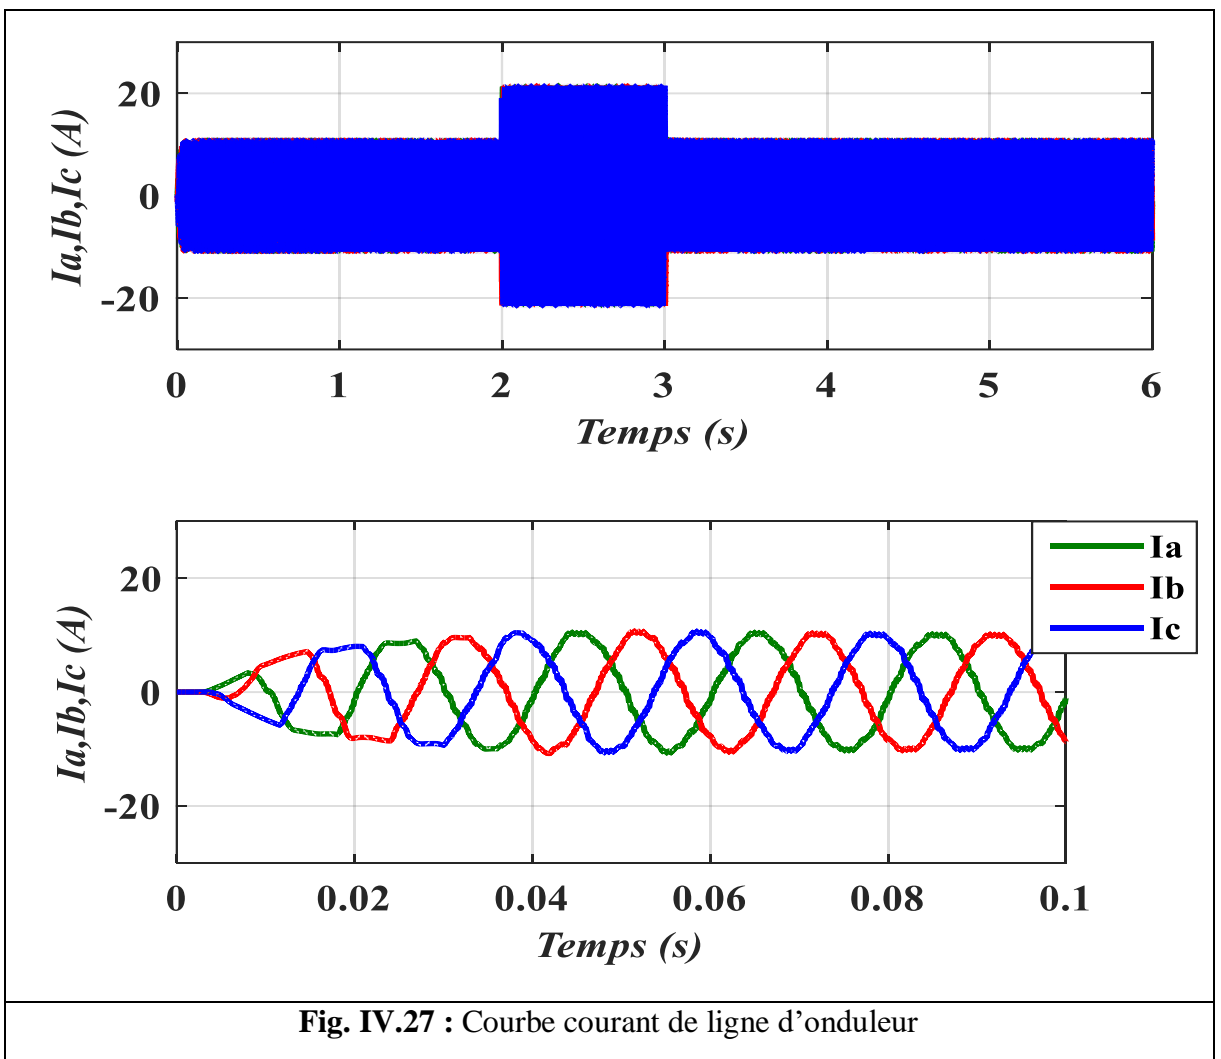 20
0
-20
Ia,Ib,Ic (A)
0 1 2 3 4 5 6
Temps (s)
20
0
-20
Ia,Ib,Ic (A)
Ia
Ib
Ic
0 0.02 0.04 0.06 0.08 0.1
Temps (s)
Fig. IV.27 : Courbe courant de ligne d’onduleur